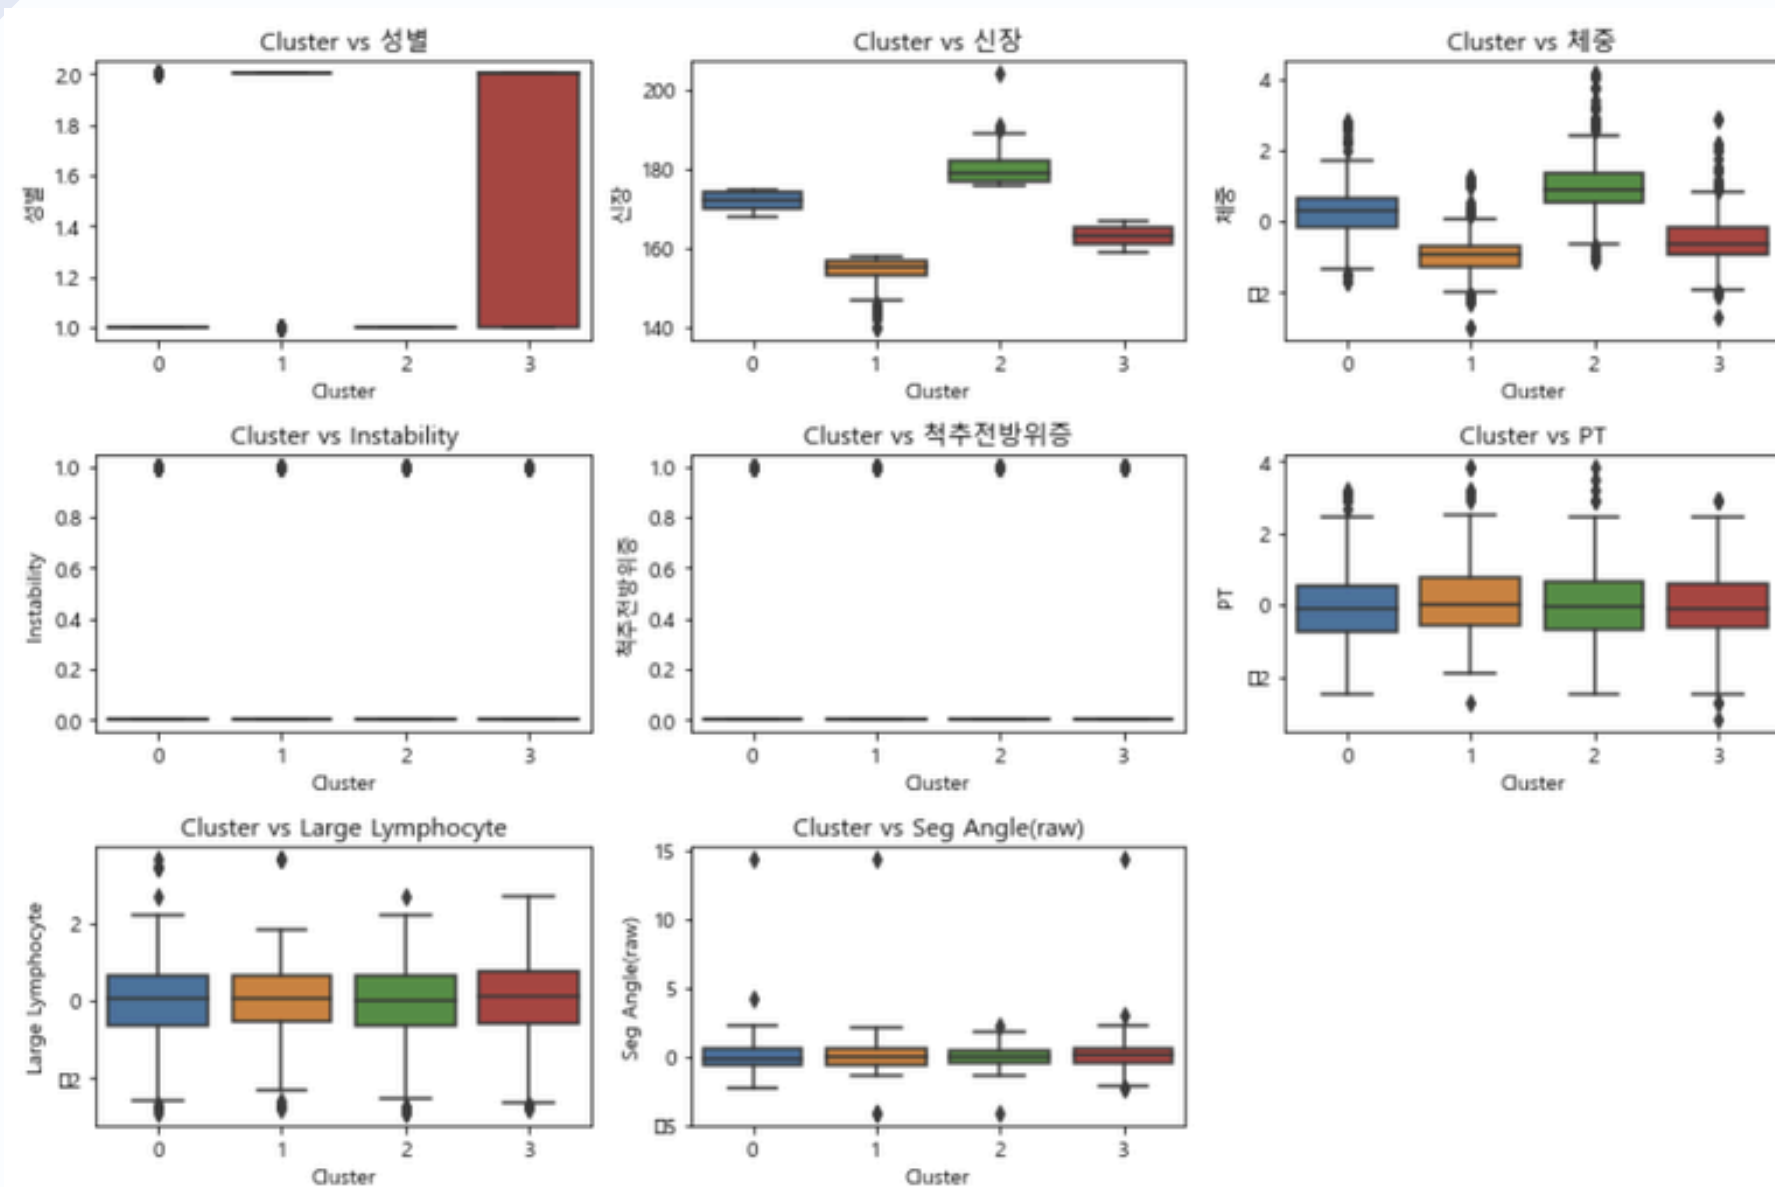 Cluster vs 성별
Cluster vs 신장
Cluster vs 체중
2.0
1.8
1.6
1.4
1.2
1.0
성별
0 1 2 3
Cluster
200
180
160
140
신장
0 1 2 3
Cluster
4
2
0
□2
체중
0 1 2 3
Cluster
Cluster vs Instability
Cluster vs 척추전방위증
Cluster vs PT
1.0
0.8
0.6
0.4
0.2
0.0
Instability
0 1 2 3
Cluster
1.0
0.8
0.6
0.4
0.2
0.0
척추전방위증
0 1 2 3
Cluster
4
2
0
□2
PT
0 1 2 3
Cluster
Cluster vs Large Lymphocyte
Cluster vs Seg Angle(raw)
2
0
□2
Large Lymphocyte
0 1 2 3
Cluster
15
10
5
0
□5
Seg Angle(raw)
0 1 2 3
Cluster